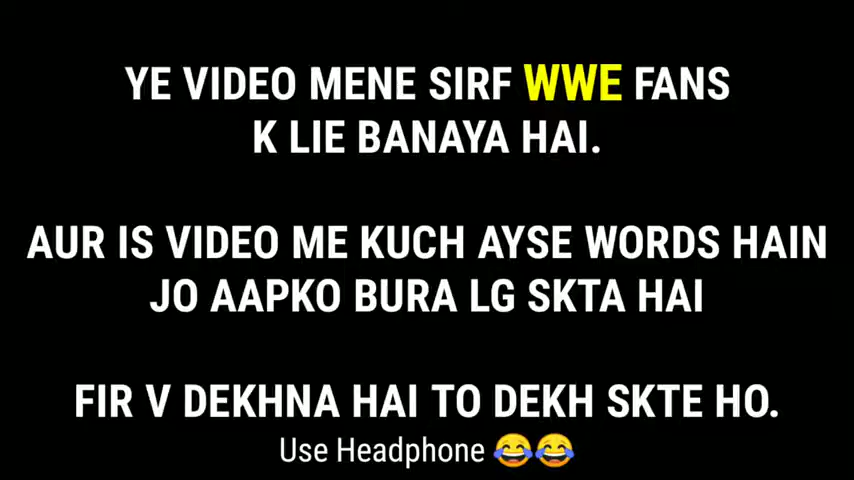 YE VIDEO MENE SIRF WWE FANS
K LIE BANAYA HAI.
AUR IS VIDEO ME KUCH AYSE WORDS HAIN
JO AAPKO BURA LG SKTA HAI
FIR V DEKHNA HAI TO DEKH SKTE HO.
Use Headphone 😂😂